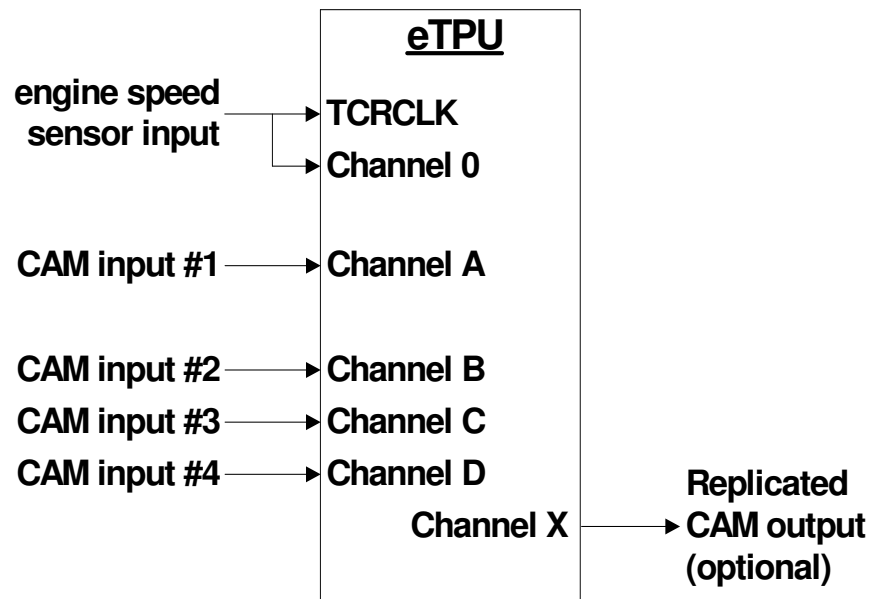 eTPU
engine speed
sensor input
TCRCLK
Channel 0
CAM input #1
Channel A
CAM input #2
Channel B
CAM input #3
Channel C
CAM input #4
Channel D
Channel X
Replicated
CAM output
(optional)